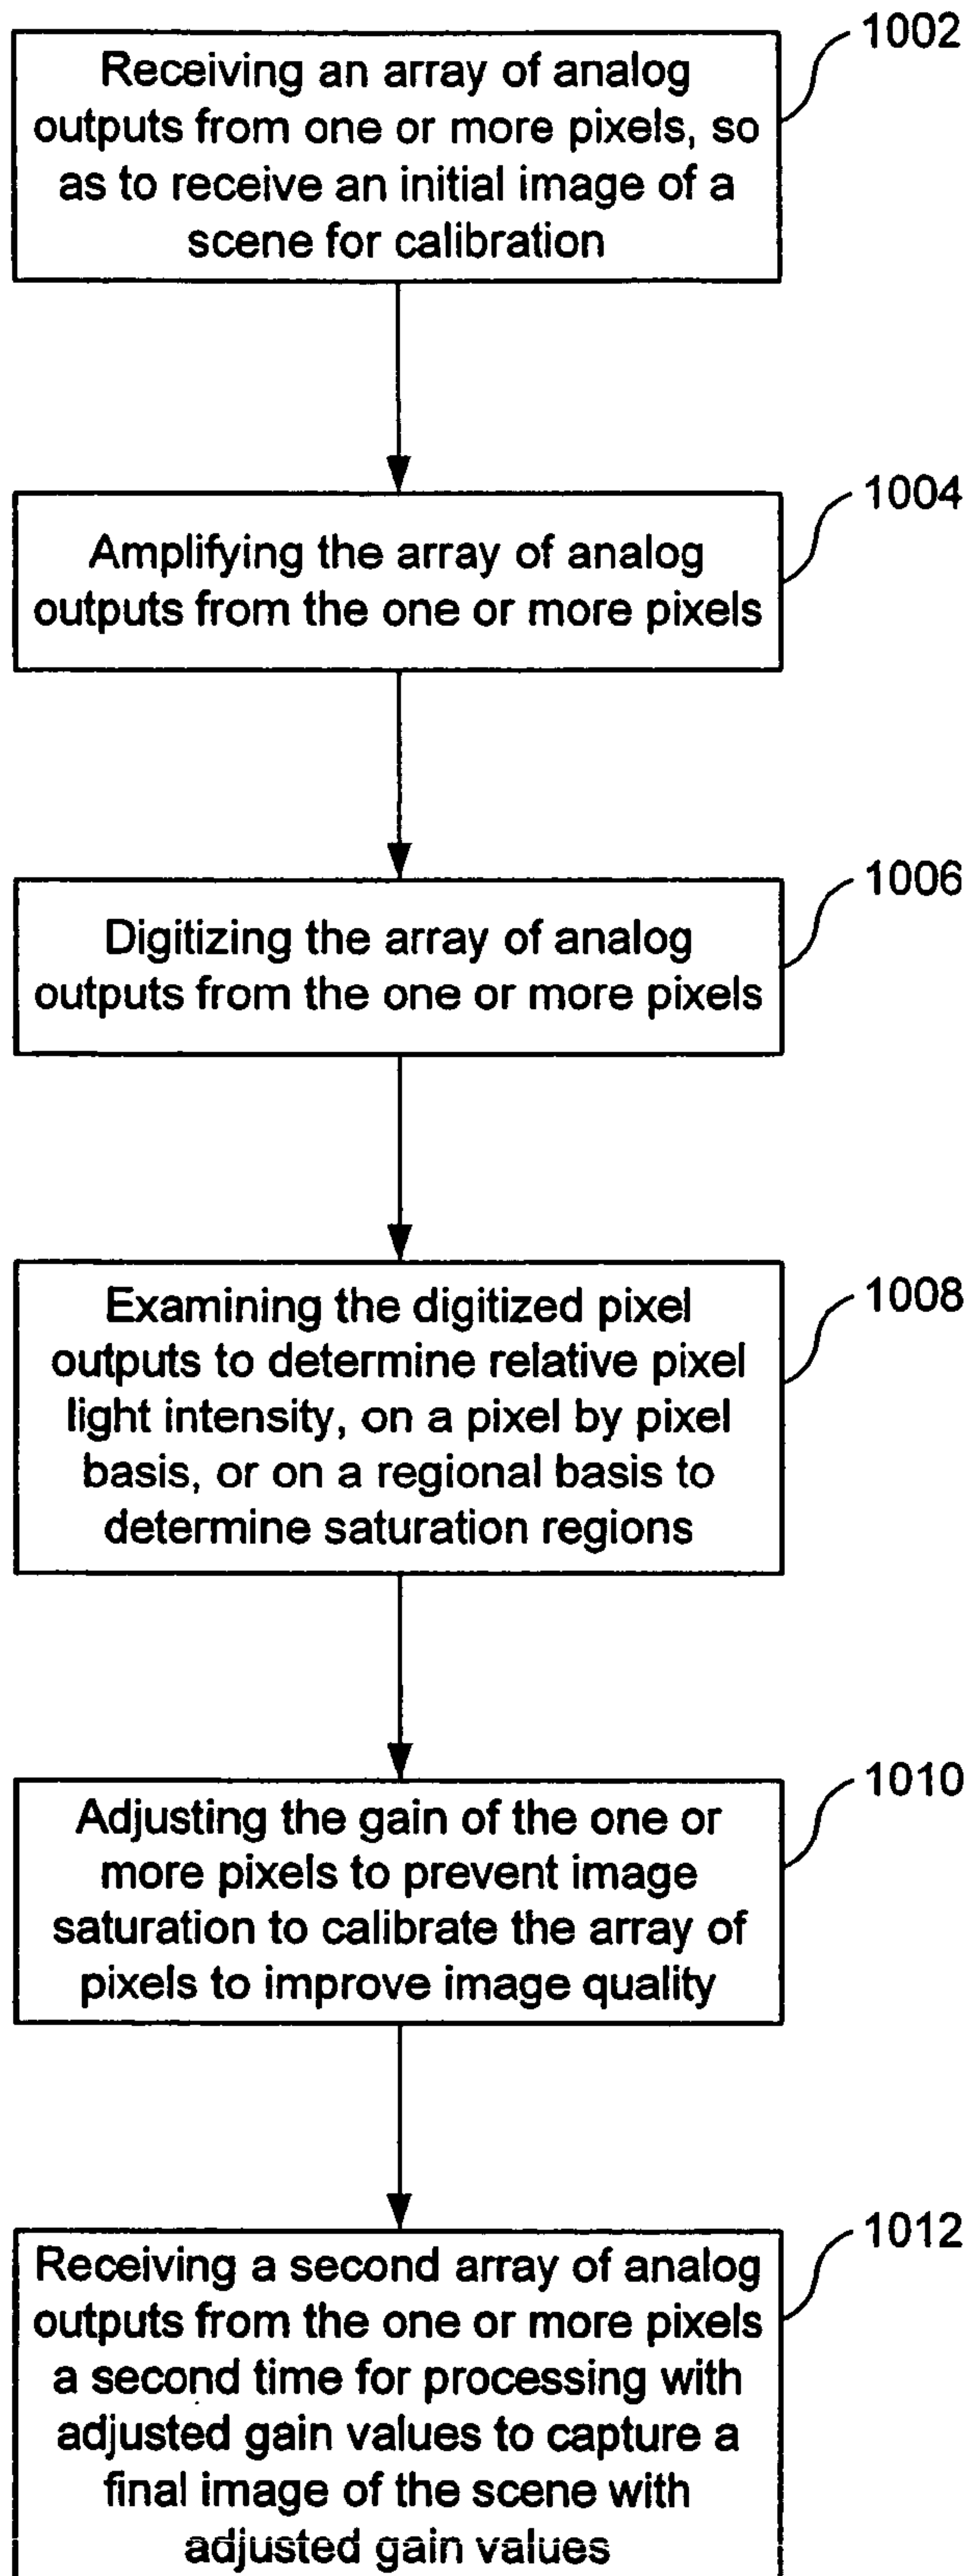 1002
Receiving an array of analog
outputs from one or more pixels, so
as to receive an initial image of a
scene for calibration
1004
Amplifying the array of analog
outputs from the one or more pixels
1006
Digitizing the array of analog
outputs from the one or more pixels
1008
Examining the digitized pixel
outputs to determine relative pixel
light intensity, on a pixel by pixel
basis, or on a regional basis to
determine saturation regions
1010
Adjusting the gain of the one or
more pixels to prevent image
saturation to calibrate the array of
pixels to improve image quality
1012
Receiving a second array of analog
outputs from the one or more pixels
a second time for processing with
adjusted gain values to capture a
final image of the scene with
adjusted gain values